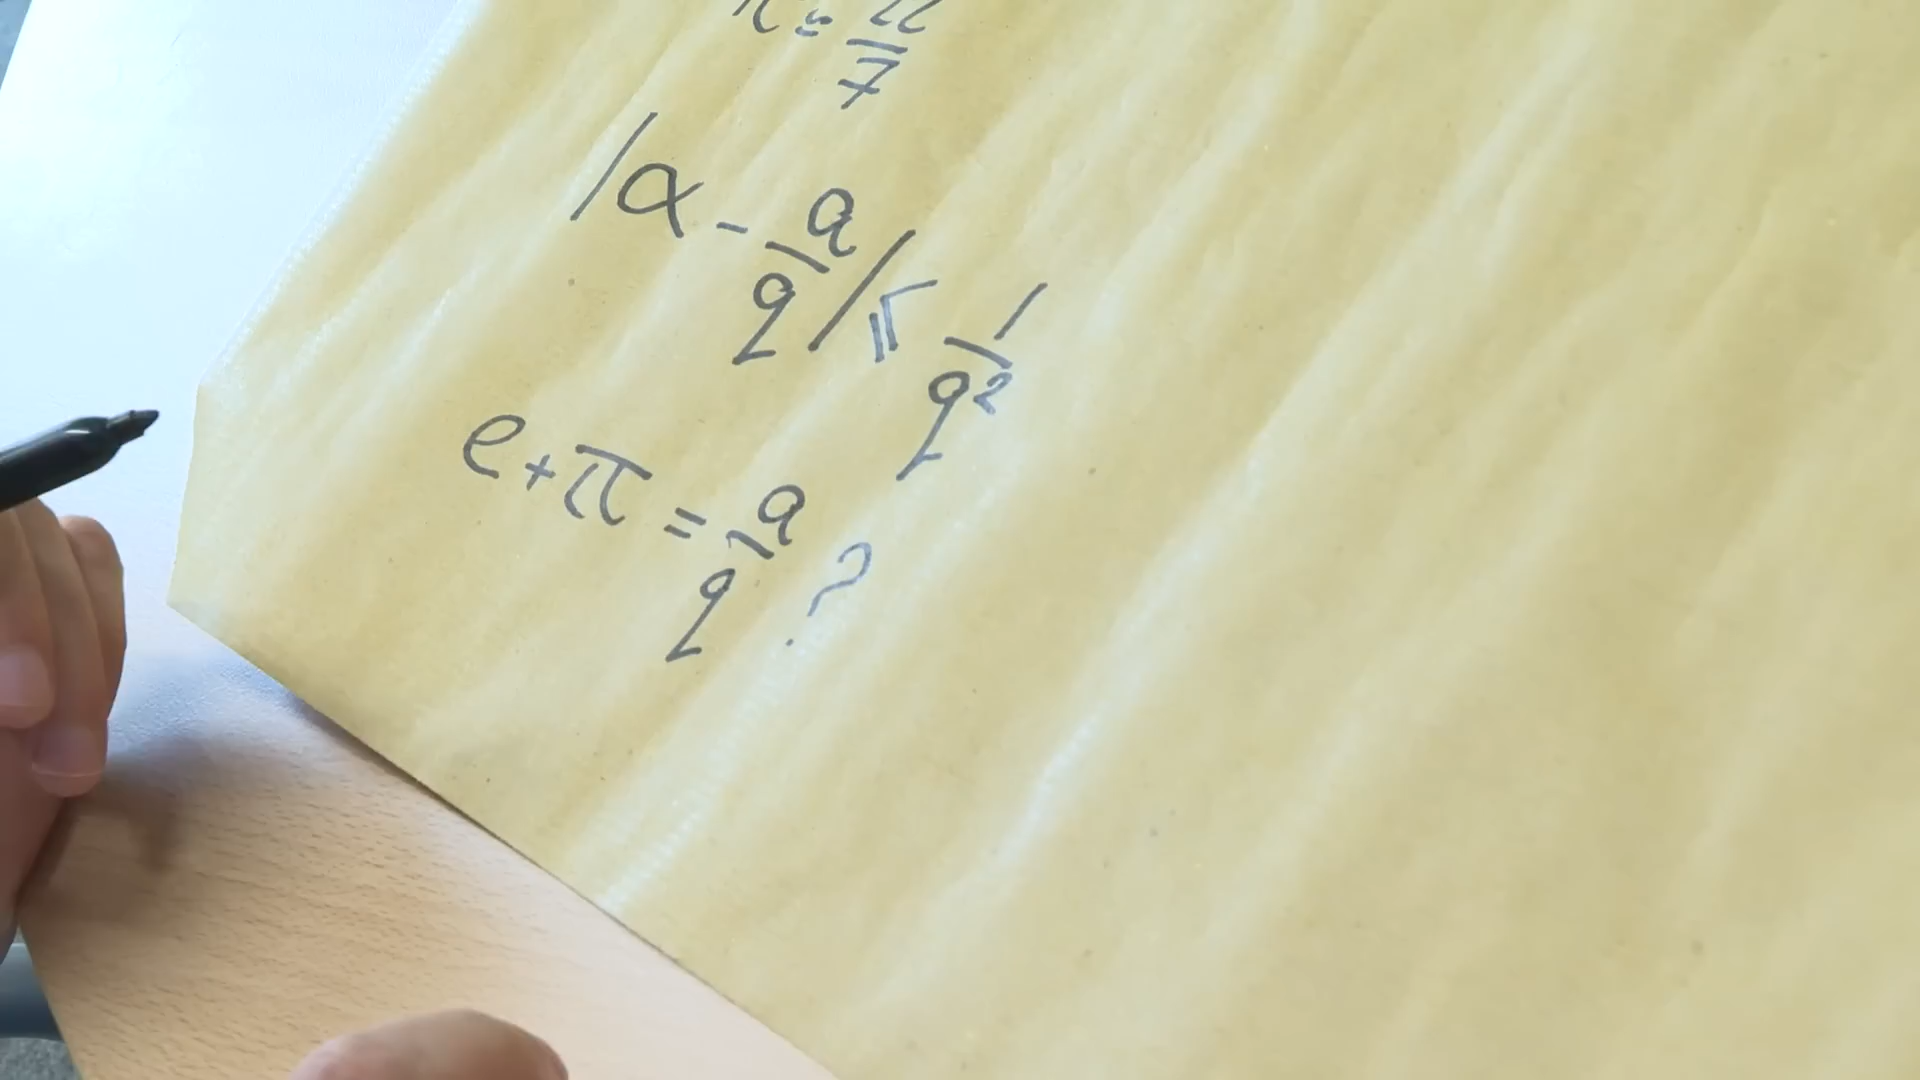 π = 22/7
|α - a/q| ≤ 1/q²
e + π = a/q ?